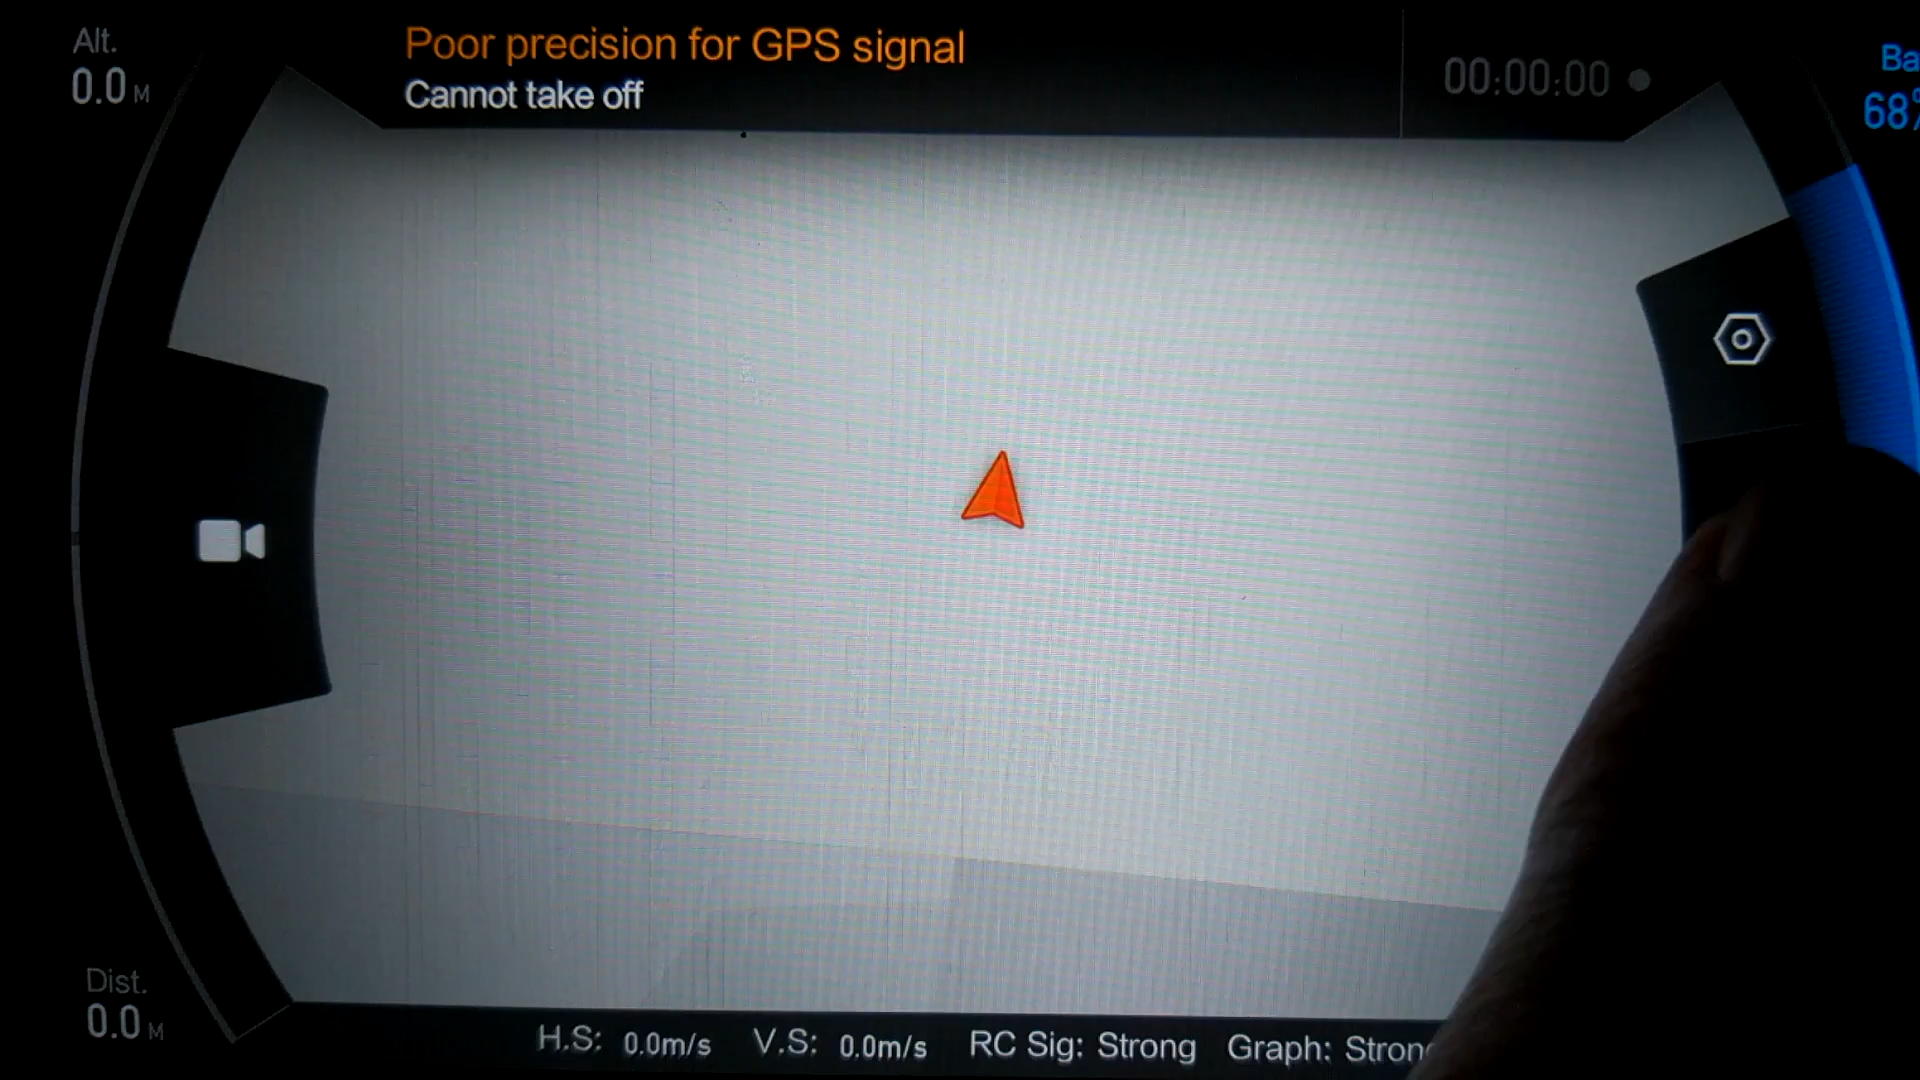 Alt.
0.0 M
Poor precision for GPS signal
Cannot take off
00:00:00
68%
Dist.
0.0 M
H.S: 0.0m/s V.S: 0.0m/s RC Sig: Strong Graph: Strong